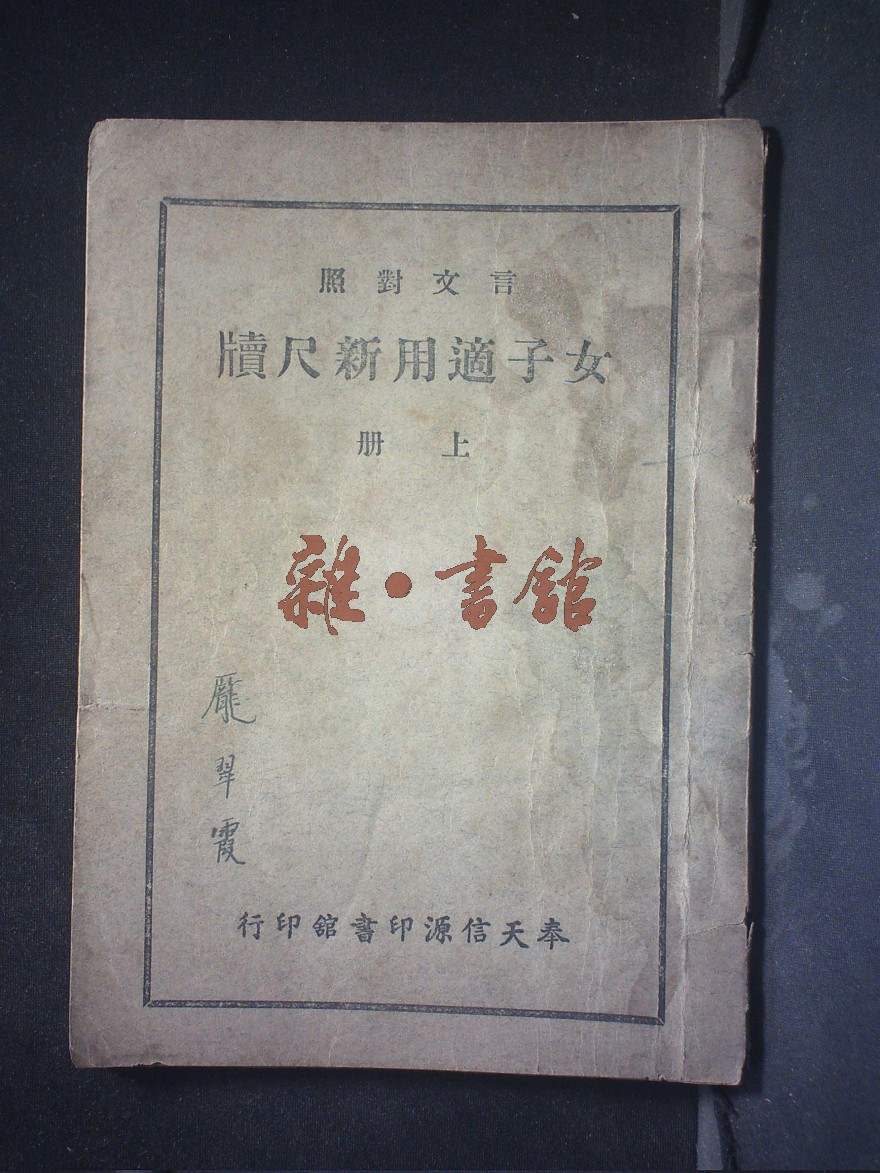 言文對照
女子適用新尺牘
上册
雜·書館
龐翠霞
奉天信源印書館印行